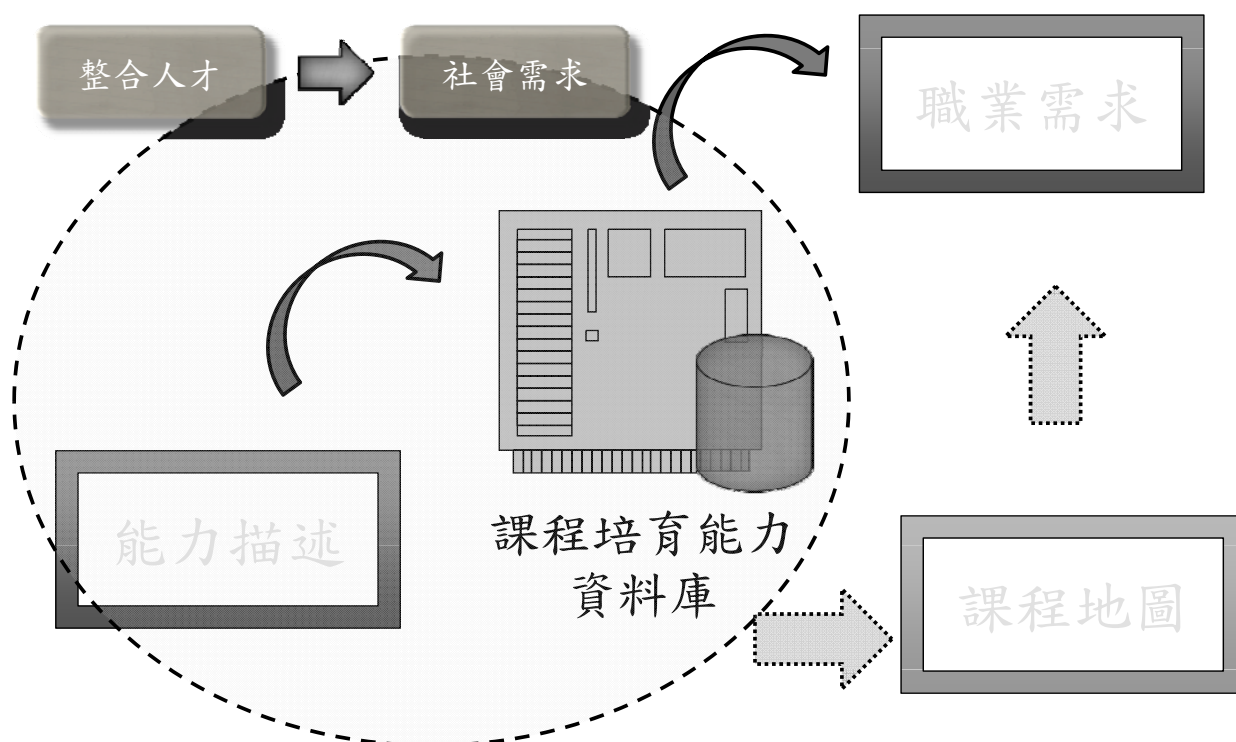 整合人才
社會需求
職業需求
能力描述
課程培育能力
資料庫
課程地圖